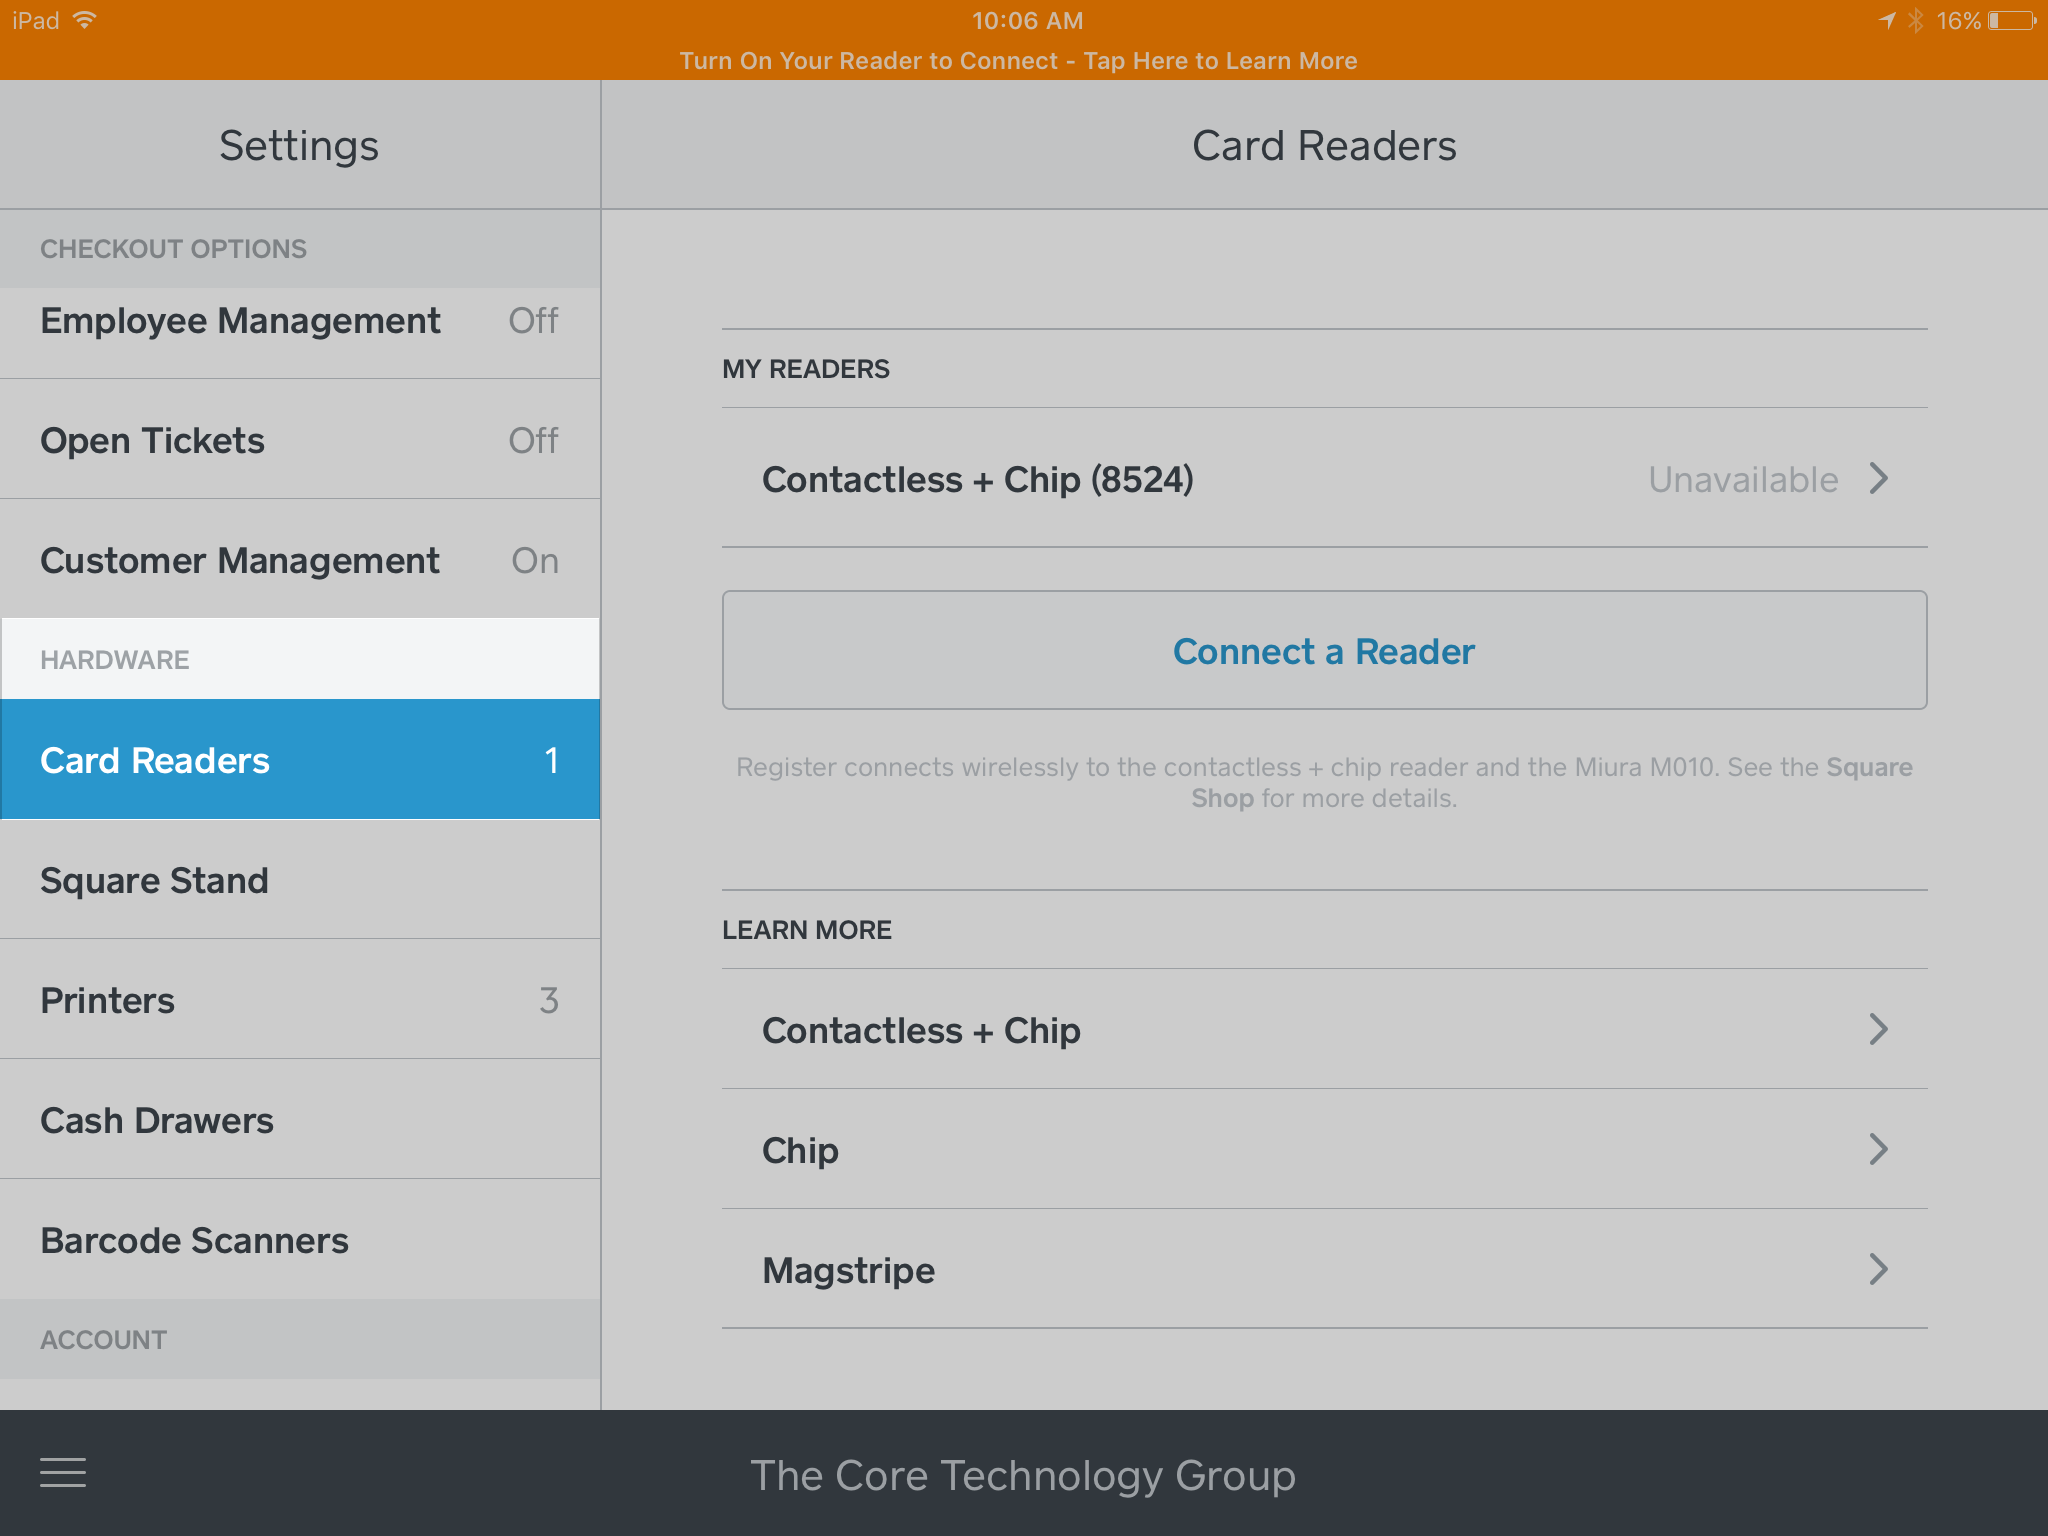 iPad
10:06 AM
16%
Turn On Your Reader to Connect - Tap Here to Learn More
Settings
CHECKOUT OPTIONS
Employee Management Off
Open Tickets Off
Customer Management On
HARDWARE
Card Readers 1
Square Stand
Printers 3
Cash Drawers
Barcode Scanners
ACCOUNT
Card Readers
MY READERS
Contactless + Chip (8524) Unavailable
Connect a Reader
Register connects wirelessly to the contactless + chip reader and the Miura M010. See the Square
Shop for more details.
LEARN MORE
Contactless + Chip
Chip
Magstripe
The Core Technology Group